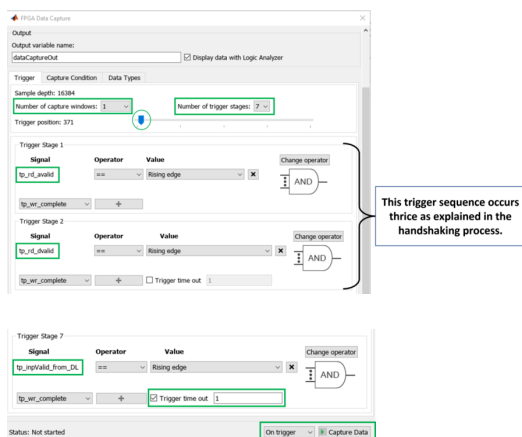 FPGA Data Capture
Output
Output variable name:
dataCaptureOut
Display data with Logic Analyzer
Trigger Capture Condition Data Types
Sample depth: 16384
Number of capture windows: 1 Number of trigger stages: 7
Trigger position: 371
Trigger Stage 1
Signal Operator Value Change operator
tp_rd_avalid == Rising edge
AND
tp_wr_complete +
Trigger Stage 2
Signal Operator Value Change operator
tp_rd_dvalid == Rising edge
AND
tp_wr_complete + Trigger time out 1
This trigger sequence occurs
thrice as explained in the
handshaking process.
Trigger Stage 7
Signal Operator Value Change operator
tp_inpValid_from_DL == Rising edge
AND
tp_wr_complete + Trigger time out 1
Status: Not started On trigger Capture Data